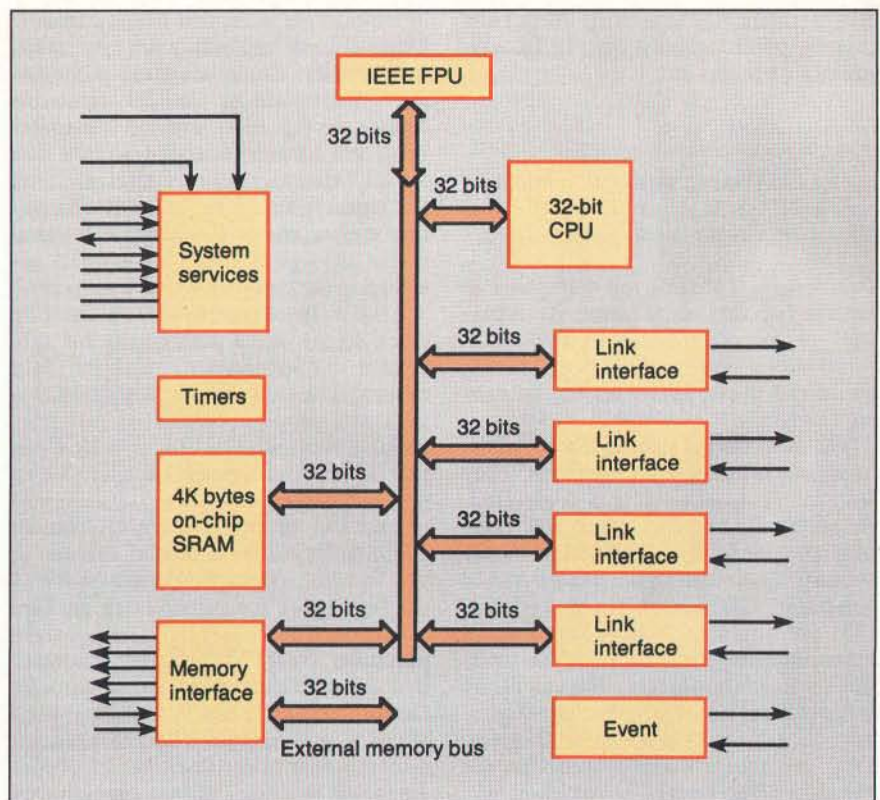 IEEE FPU
32 bits
32 bits
32-bit
CPU
System
services
32 bits
Link
interface
Timers
32 bits
Link
interface
32 bits
4K bytes
on-chip
SRAM
32 bits
Link
interface
32 bits
32 bits
Link
interface
Memory
interface
32 bits
External memory bus
Event